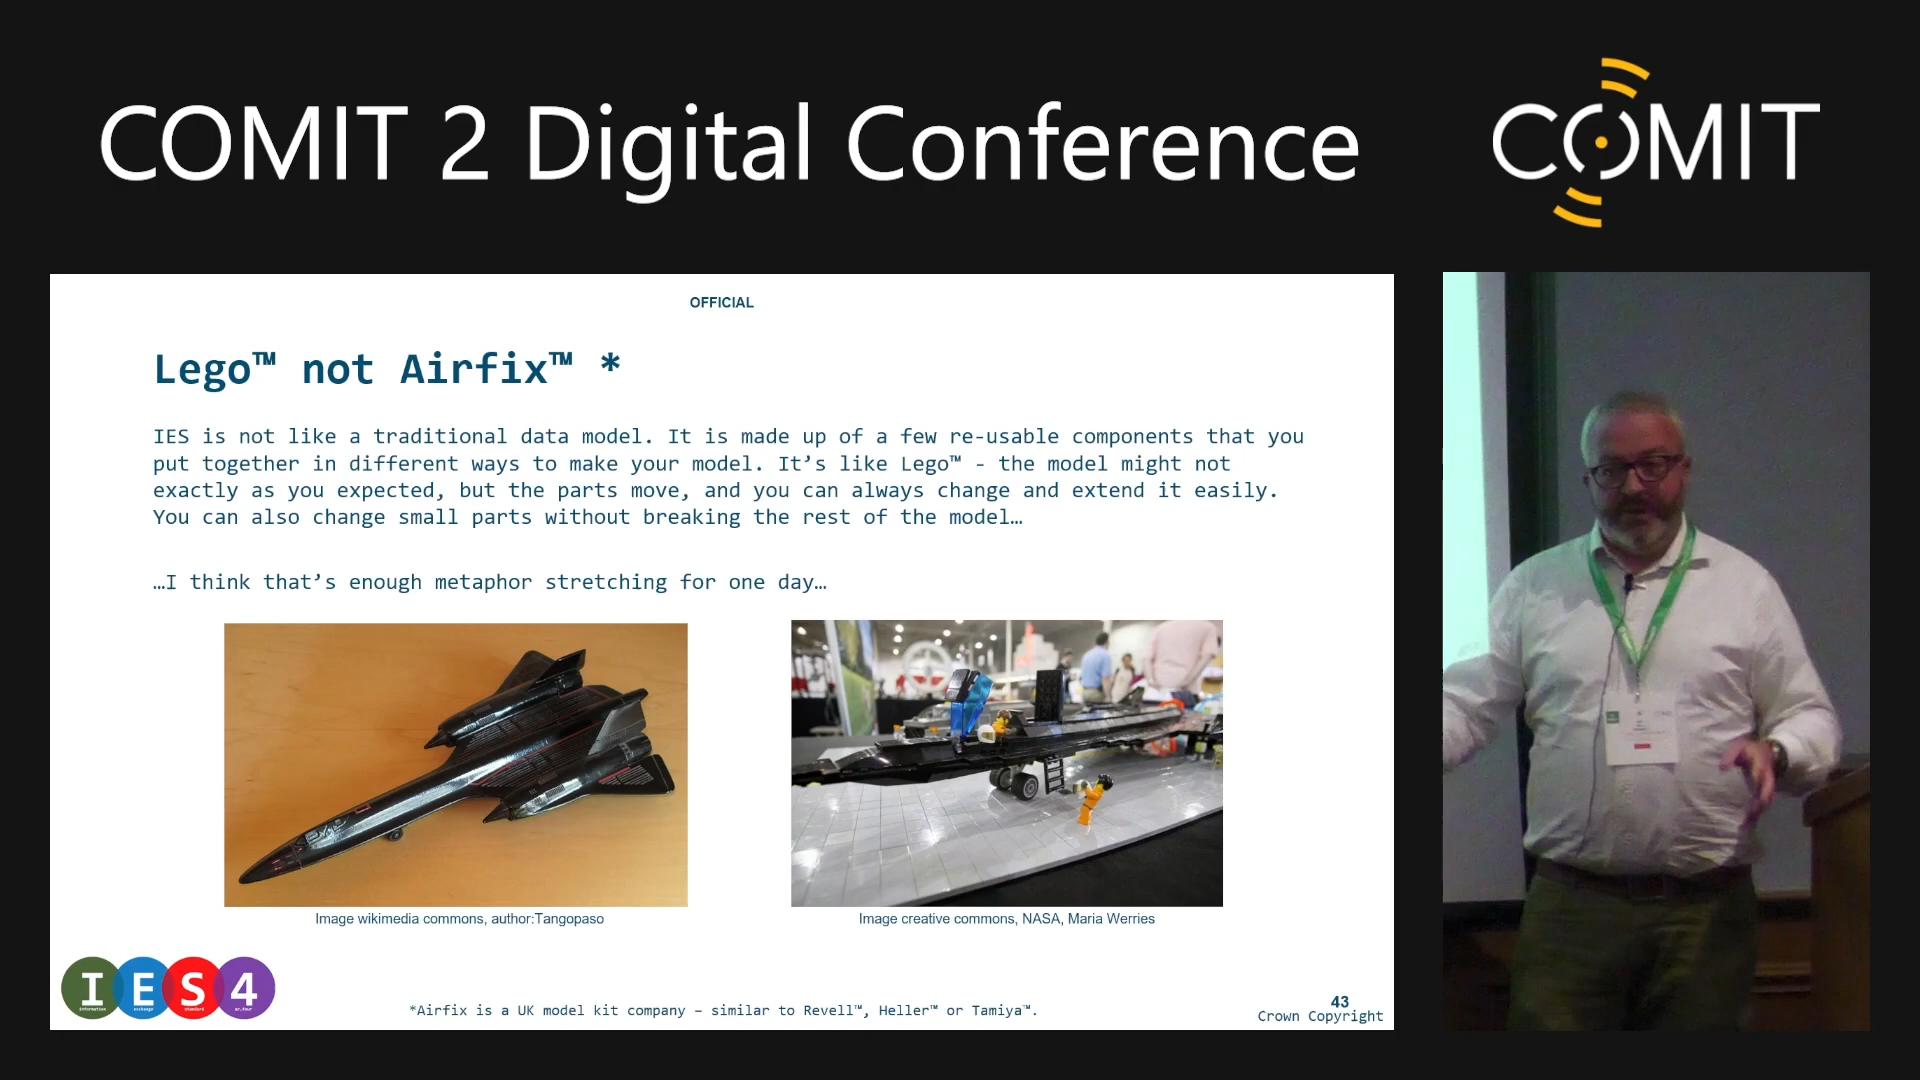 COMIT 2 Digital Conference
COMIT
OFFICIAL
Lego™ not Airfix™ *
IES is not like a traditional data model. It is made up of a few re-usable components that you
put together in different ways to make your model. It’s like Lego™ - the model might not
exactly as you expected, but the parts move, and you can always change and extend it easily.
You can also change small parts without breaking the rest of the model…
…I think that’s enough metaphor stretching for one day…
Image wikimedia commons, author:Tangopaso
Image creative commons, NASA, Maria Werries
IES4
information exchange standard
*Airfix is a UK model kit company – similar to Revell™, Heller™ or Tamiya™.
43
Crown Copyright